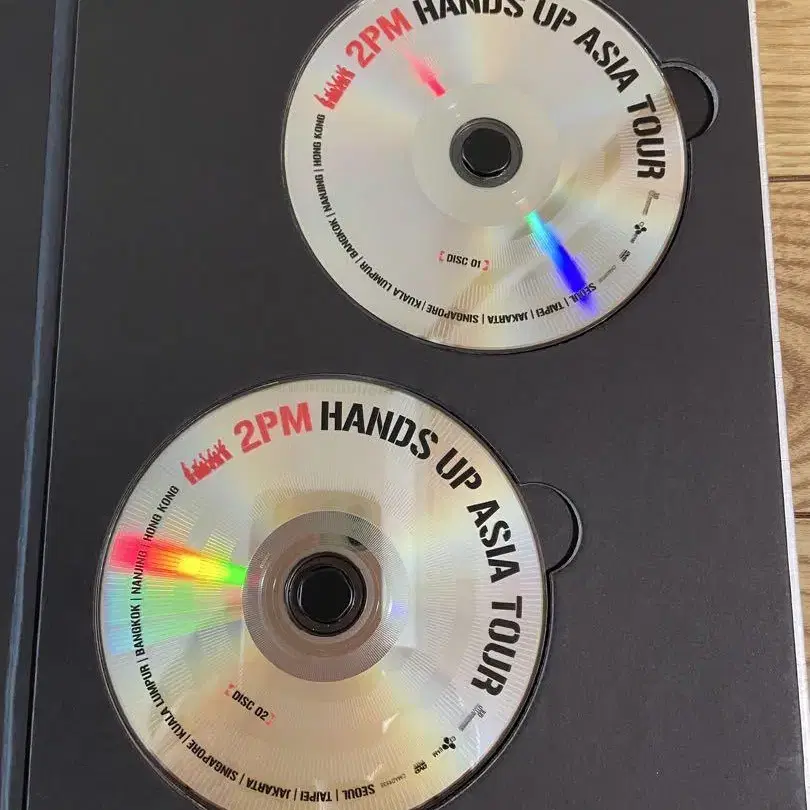 2PM HANDS UP ASIA TOUR
[ DISC 01 ]
SEOUL | TAIPEI | JAKARTA | SINGAPORE | KUALA LUMPUR | BANGKOK | NANJING | HONG KONG
2PM HANDS UP ASIA TOUR
[ DISC 02 ]
SEOUL | TAIPEI | JAKARTA | SINGAPORE | KUALA LUMPUR | BANGKOK | NANJING | HONG KONG